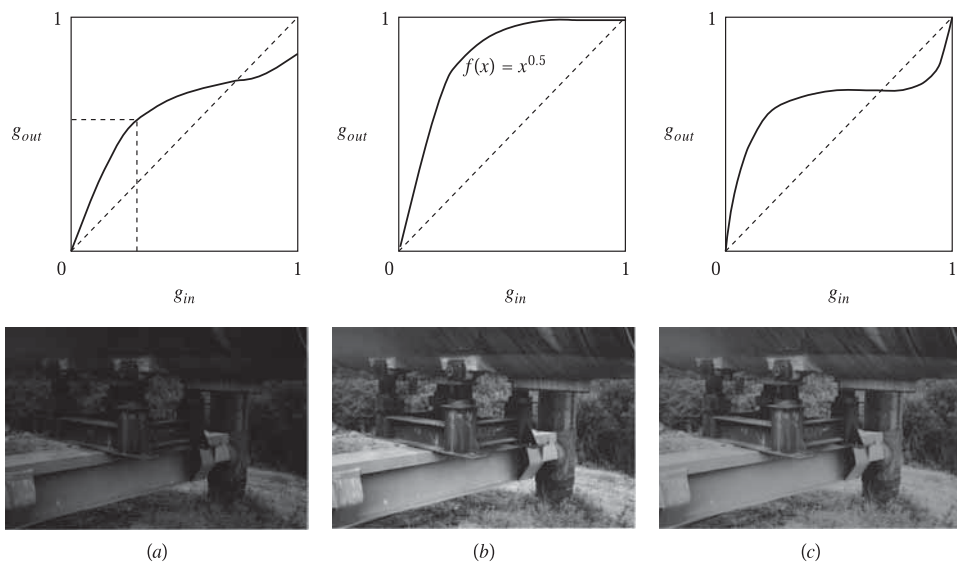 1
g_out
0
1
g_in
1
f(x) = x^0.5
g_out
0
1
g_in
1
g_out
0
1
g_in
(a)
(b)
(c)